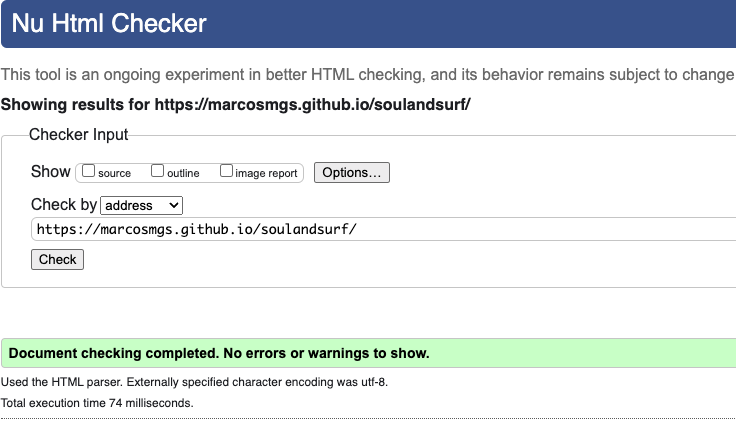 Nu Html Checker
This tool is an ongoing experiment in better HTML checking, and its behavior remains subject to change
Showing results for https://marcosmgs.github.io/soulandsurf/
Checker Input
Show source outline image report Options...
Check by address
https://marcosmgs.github.io/soulandsurf/
Check
Document checking completed. No errors or warnings to show.
Used the HTML parser. Externally specified character encoding was utf-8.
Total execution time 74 milliseconds.